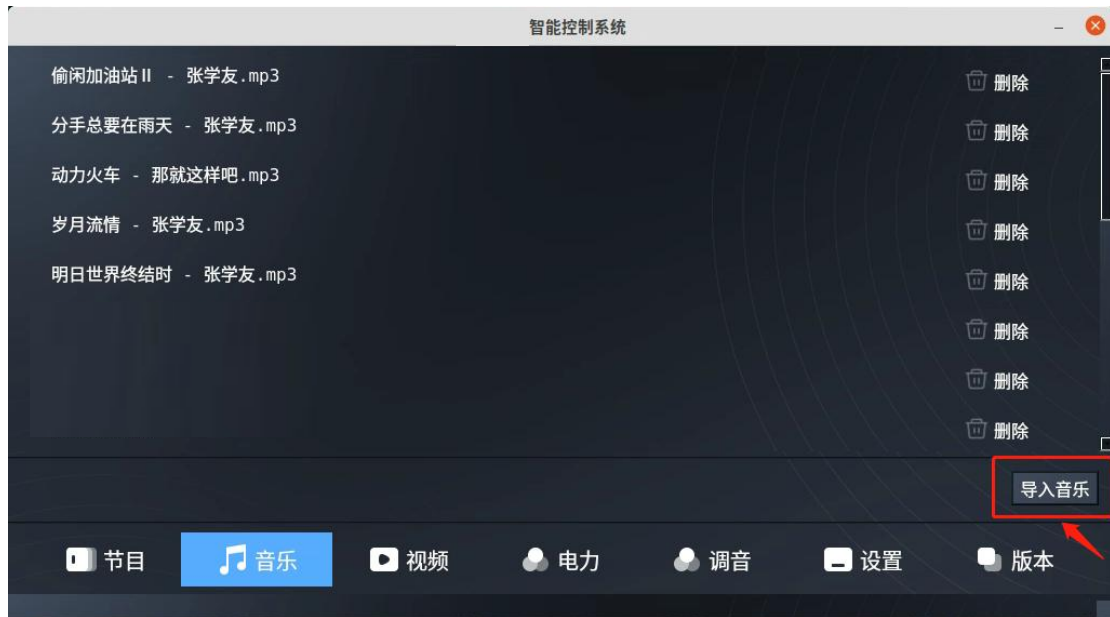 智能控制系统
偷闲加油站Ⅱ - 张学友.mp3 删除
分手总要在雨天 - 张学友.mp3 删除
动力火车 - 那就这样吧.mp3 删除
岁月流情 - 张学友.mp3 删除
明日世界终结时 - 张学友.mp3 删除
删除
删除
删除
导入音乐
节目 音乐 视频 电力 调音 设置 版本